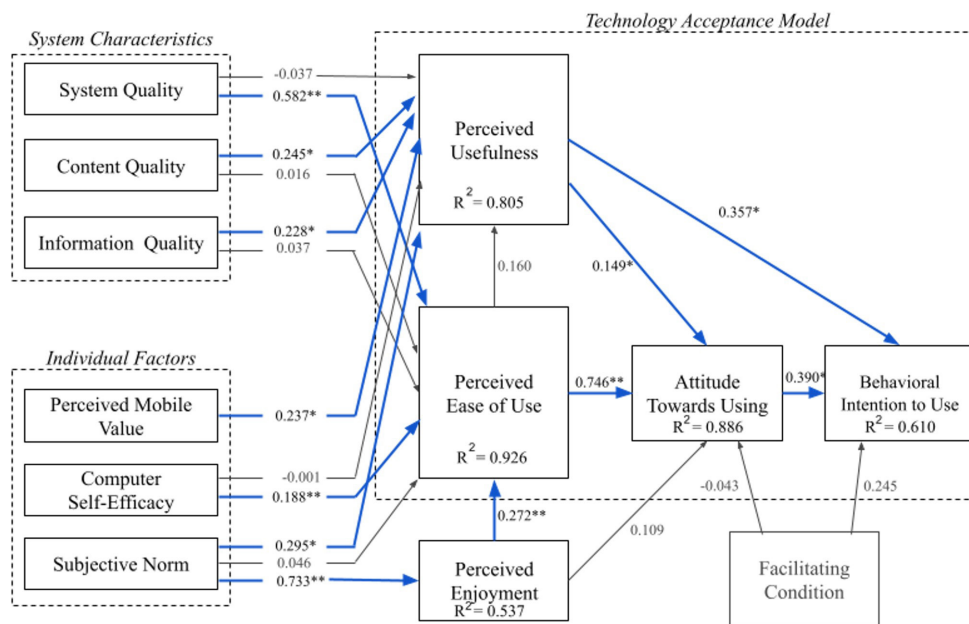 Technology Acceptance Model
System Characteristics
System Quality
-0.037
0.582**
Content Quality
0.245*
0.016
Information Quality
0.228*
0.037
Perceived
Usefulness
R² = 0.805
0.357*
0.149*
0.160
Individual Factors
Perceived Mobile
Value
0.237*
Computer
Self-Efficacy
-0.001
0.188**
Subjective Norm
0.295*
0.046
0.733**
Perceived
Ease of Use
R² = 0.926
0.746**
Attitude
Towards Using
R² = 0.886
0.390*
Behavioral
Intention to Use
R² = 0.610
0.272**
0.109
-0.043
0.245
Perceived
Enjoyment
R² = 0.537
Facilitating
Condition